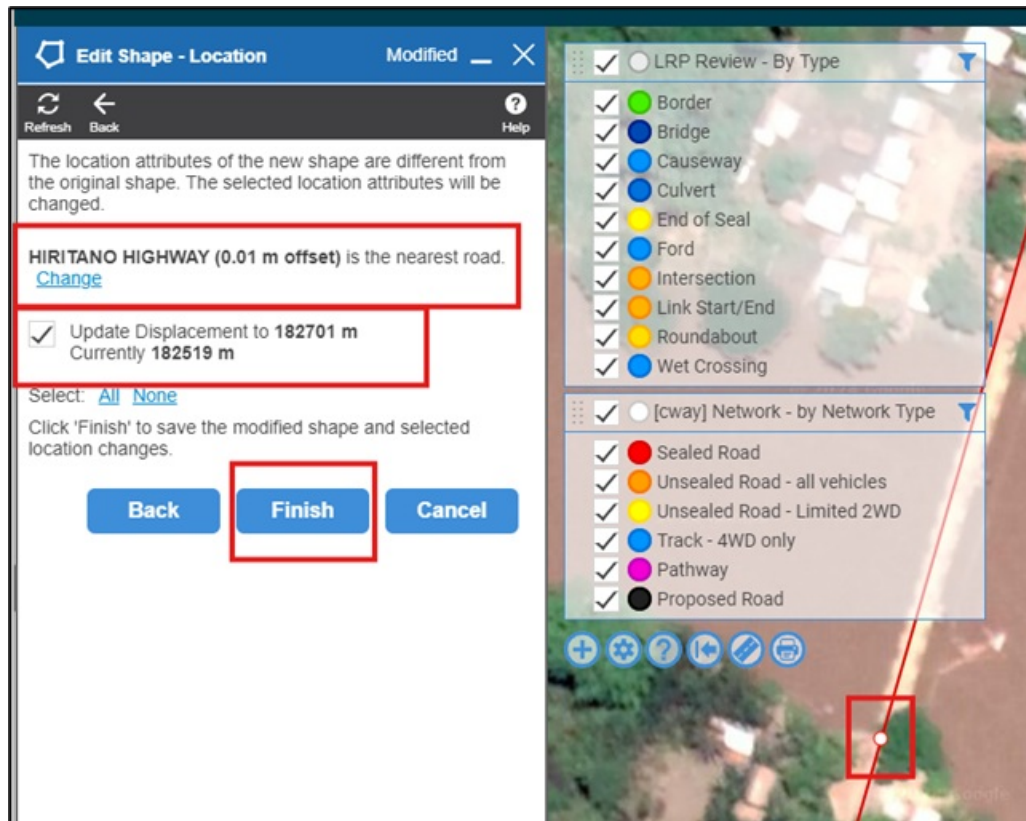 Edit Shape - Location
Modified
Refresh
Back
Help
The location attributes of the new shape are different from
the original shape. The selected location attributes will be
changed.
HIRITANO HIGHWAY (0.01 m offset) is the nearest road.
Change
Update Displacement to 182701 m
Currently 182519 m
Select: All None
Click 'Finish' to save the modified shape and selected
location changes.
Back
Finish
Cancel
LRP Review - By Type
Border
Bridge
Causeway
Culvert
End of Seal
Ford
Intersection
Link Start/End
Roundabout
Wet Crossing
[cway] Network - by Network Type
Sealed Road
Unsealed Road - all vehicles
Unsealed Road - Limited 2WD
Track - 4WD only
Pathway
Proposed Road
Google